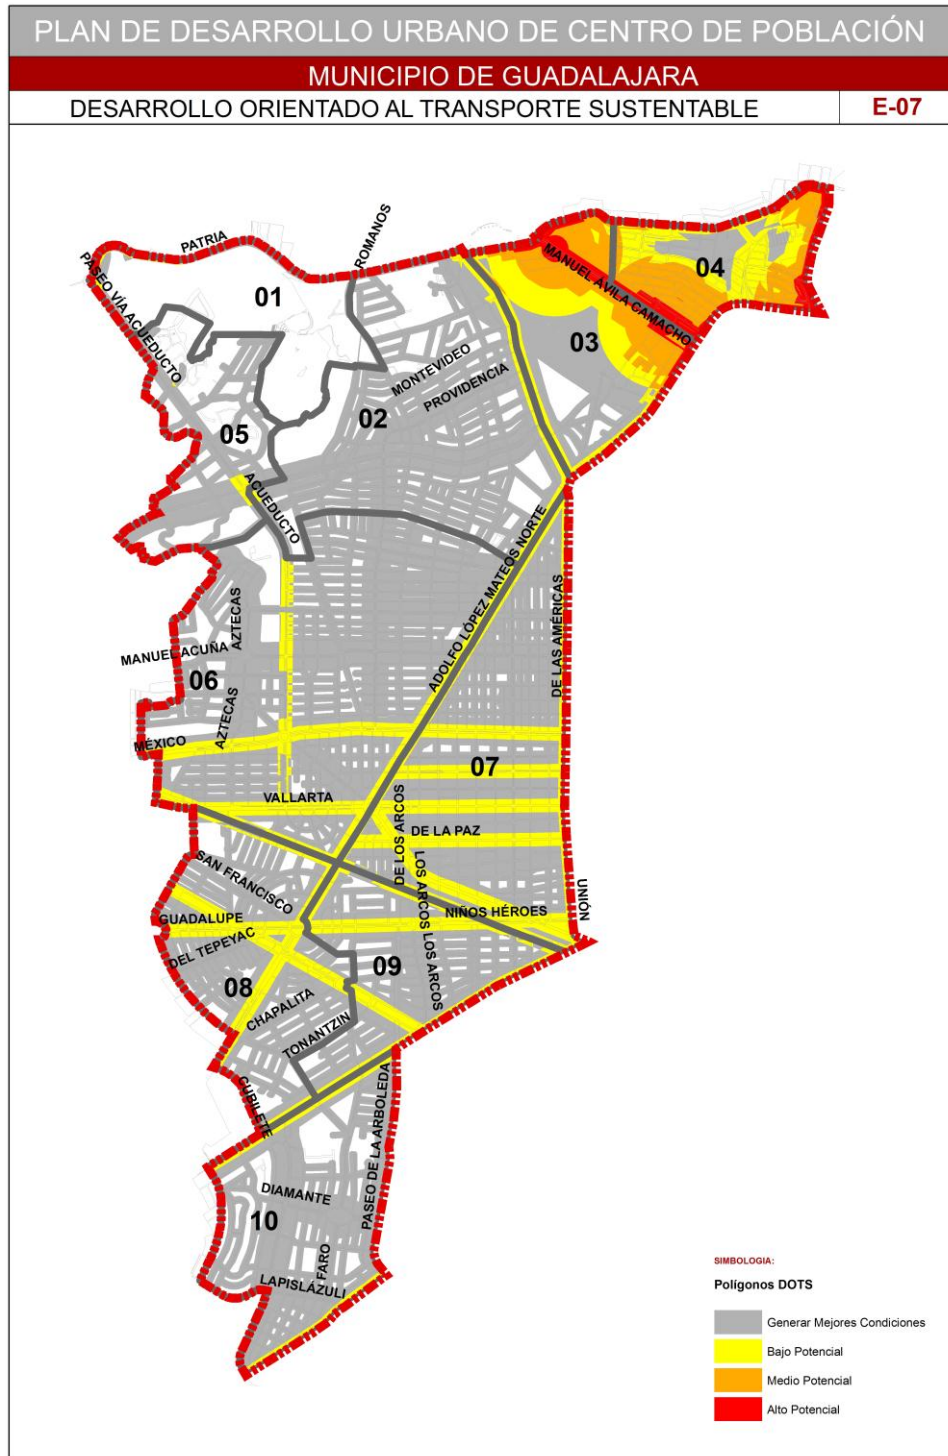 PLAN DE DESARROLLO URBANO DE CENTRO DE POBLACIÓN
MUNICIPIO DE GUADALAJARA
DESARROLLO ORIENTADO AL TRANSPORTE SUSTENTABLE
E-07
PATRIA
ROMANOS
PASEO VÍA ACUEDUCTO
01
MANUEL ÁVILA CAMACHO
04
03
MONTEVIDEO
PROVIDENCIA
02
05
ACUEDUCTO
ADOLFO LÓPEZ MATEOS NORTE
AZTECAS
DE LAS AMÉRICAS
MANUEL ACUÑA
06
AZTECAS
MÉXICO
07
VALLARTA
DE LOS ARCOS
DE LA PAZ
SAN FRANCISCO
LOS ARCOS LOS ARCOS
UNIÓN
NIÑOS HÉROES
GUADALUPE
DEL TEPEYAC
09
08
CHAPALITA
TONANTZIN
CUBILETE
PASEO DE LA ARBOLEDA
DIAMANTE
10
FARO
LAPISLÁZULI
SIMBOLOGIA:
Polígonos DOTS
Generar Mejores Condiciones
Bajo Potencial
Medio Potencial
Alto Potencial